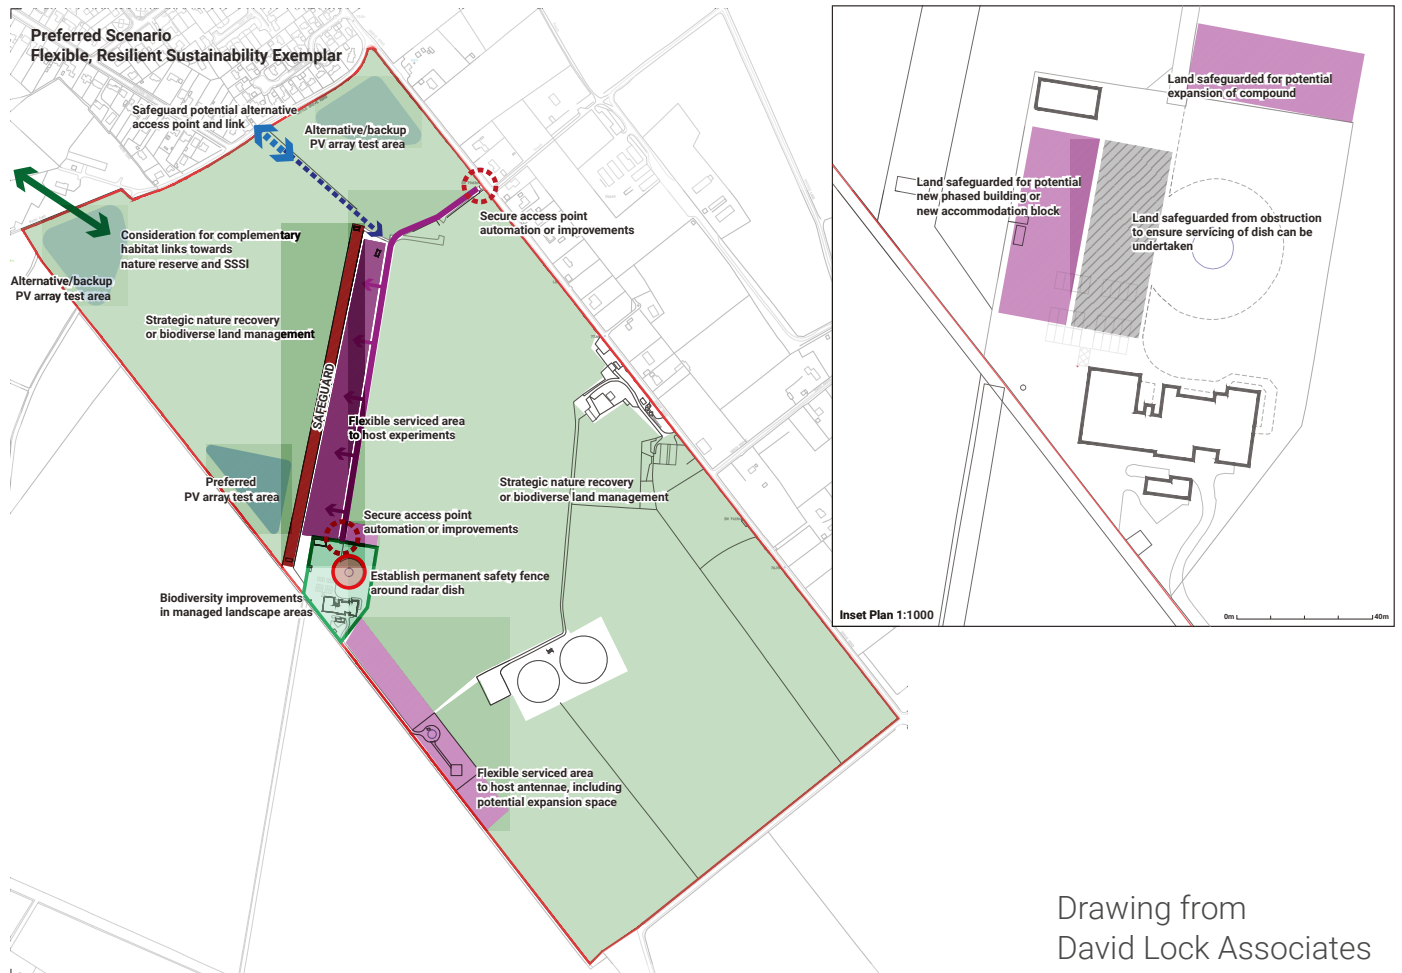 Preferred Scenario
Flexible, Resilient Sustainability Exemplar
Safeguard potential alternative
access point and link
Alternative/backup
PV array test area
Secure access point
automation or improvements
Consideration for complementary
habitat links towards
nature reserve and SSSI
Alternative/backup
PV array test area
Strategic nature recovery
or biodiverse land management
SAFEGUARD
Flexible serviced area
to host experiments
Preferred
PV array test area
Strategic nature recovery
or biodiverse land management
Secure access point
automation or improvements
Establish permanent safety fence
around radar dish
Biodiversity improvements
in managed landscape areas
Flexible serviced area
to host antennae, including
potential expansion space
Land safeguarded for potential
expansion of compound
Land safeguarded for potential
new phased building or
new accommodation block
Land safeguarded from obstruction
to ensure servicing of dish can be
undertaken
Inset Plan 1:1000
0m
40m
Drawing from
David Lock Associates